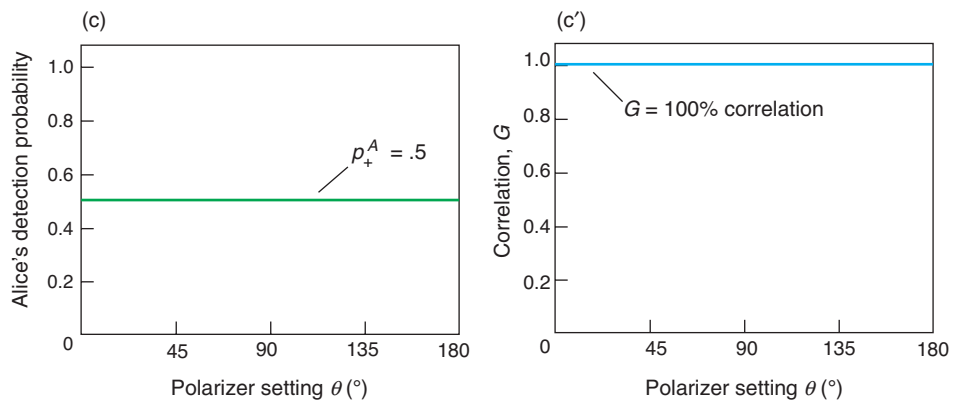 (c)
Alice's detection probability
1.0
0.8
0.6
0.4
0.2
0
p₊ᴬ = .5
45
90
135
180
Polarizer setting θ (°)
(c′)
Correlation, G
1.0
0.8
0.6
0.4
0.2
0
G = 100% correlation
45
90
135
180
Polarizer setting θ (°)